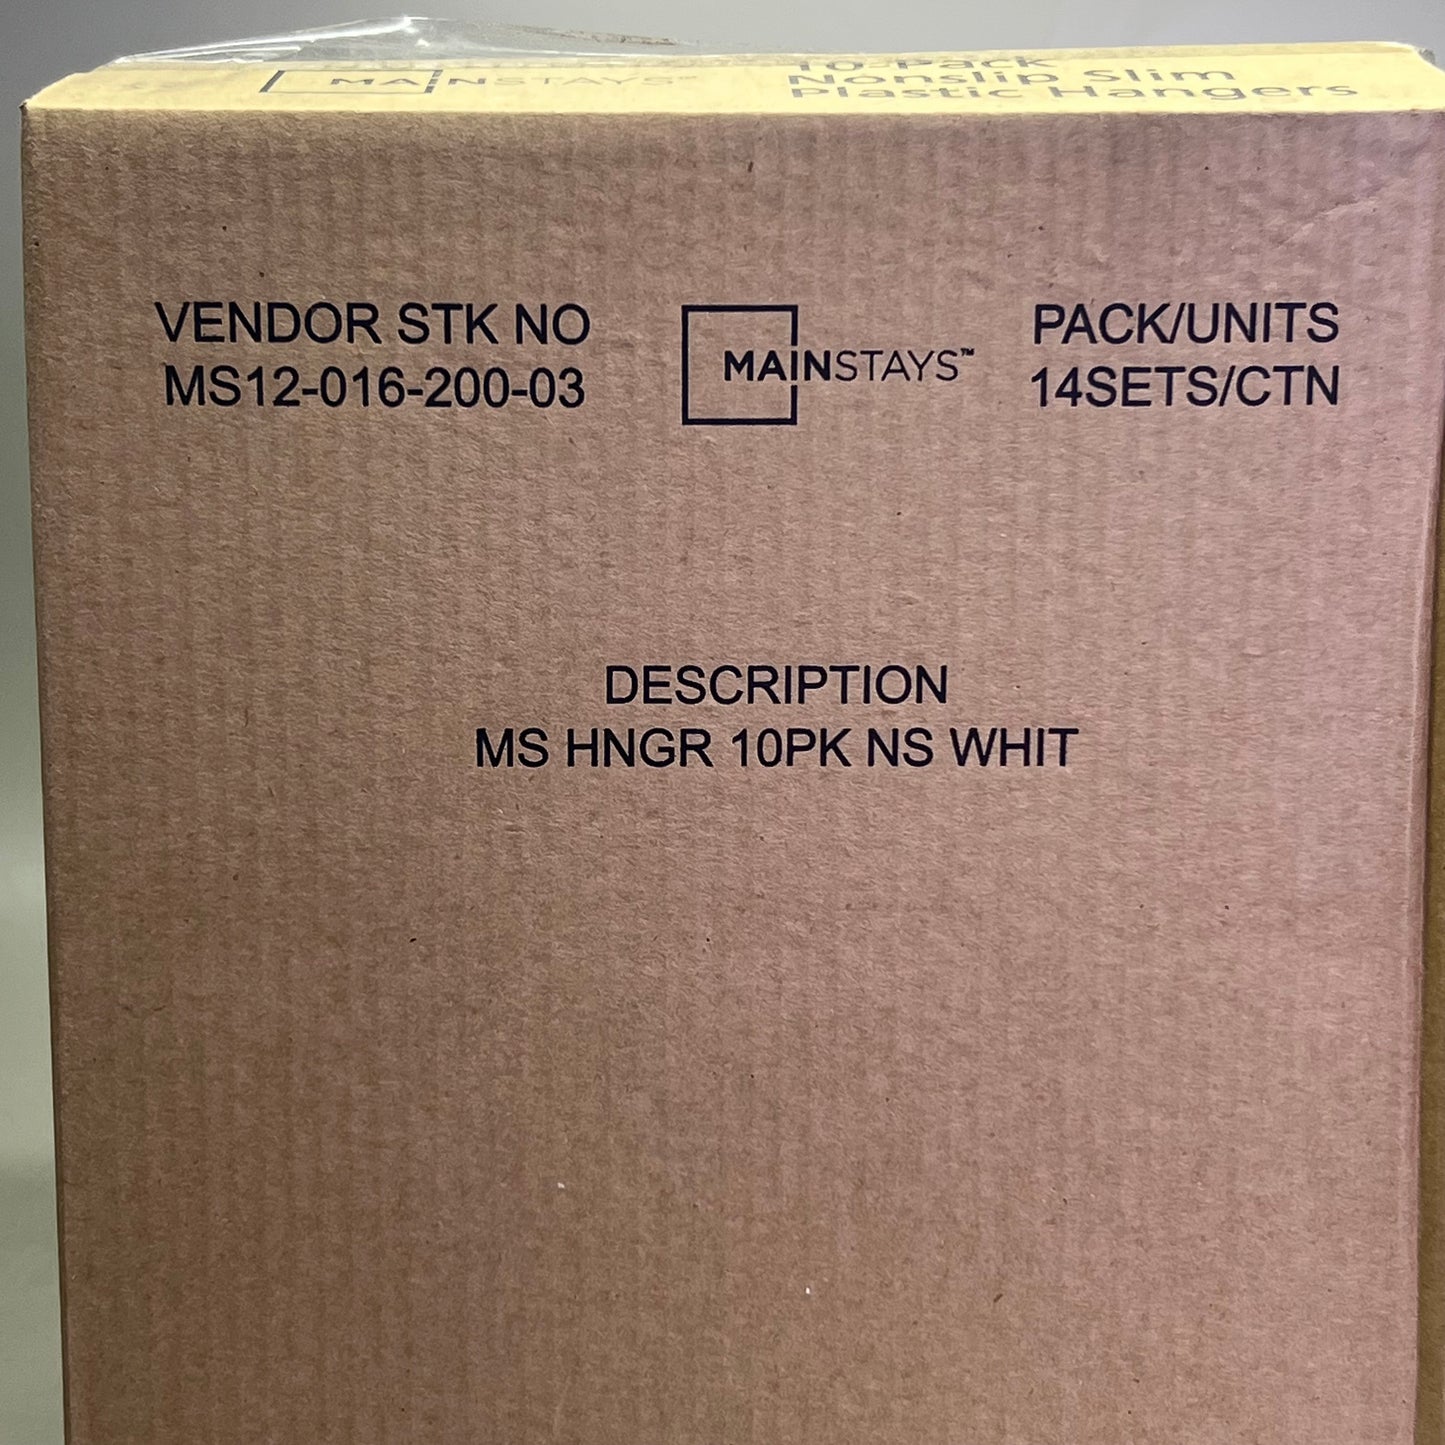 MAINSTAYS™
10-Pack
Nonslip Slim
Plastic Hangers
VENDOR STK NO
MS12-016-200-03
MAINSTAYS™
PACK/UNITS
14SETS/CTN
DESCRIPTION
MS HNGR 10PK NS WHIT